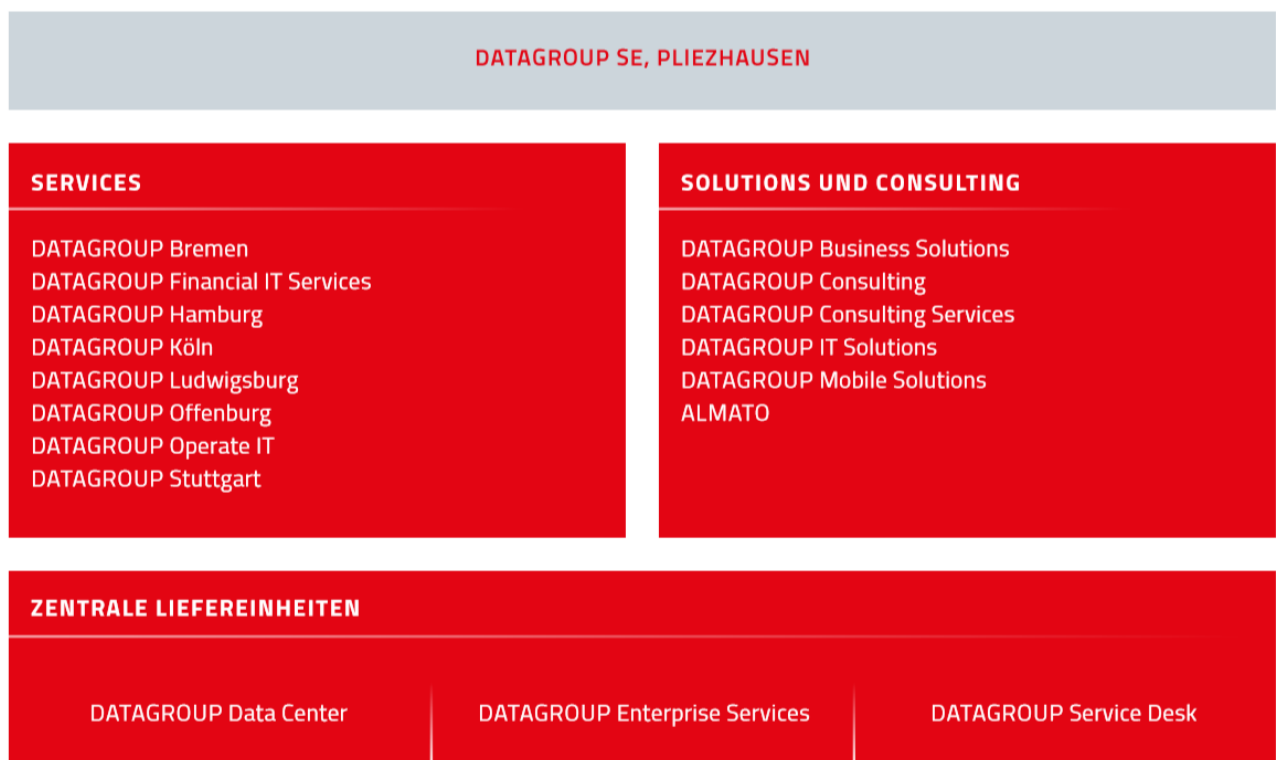 DATAGROUP SE, PLIEZHAUSEN
SERVICES
DATAGROUP Bremen
DATAGROUP Financial IT Services
DATAGROUP Hamburg
DATAGROUP Köln
DATAGROUP Ludwigsburg
DATAGROUP Offenburg
DATAGROUP Operate IT
DATAGROUP Stuttgart
SOLUTIONS UND CONSULTING
DATAGROUP Business Solutions
DATAGROUP Consulting
DATAGROUP Consulting Services
DATAGROUP IT Solutions
DATAGROUP Mobile Solutions
ALMATO
ZENTRALE LIEFEREINHEITEN
DATAGROUP Data Center
DATAGROUP Enterprise Services
DATAGROUP Service Desk